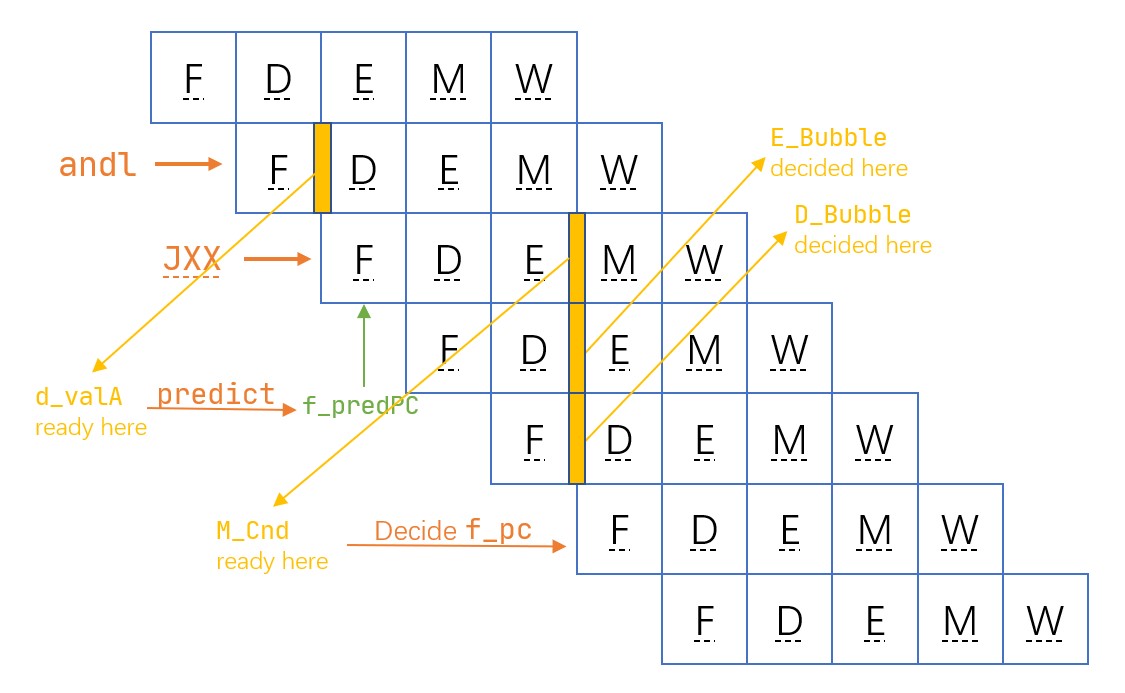 F D E M W
andl F D E M W
E_Bubble
decided here
D_Bubble
decided here
JXX F D E M W
F D E M W
d_valA predict f_predPC
ready here
F D E M W
M_Cnd Decide f_pc
ready here
F D E M W
F D E M W